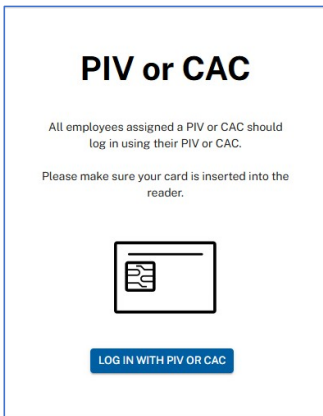 PIV or CAC
All employees assigned a PIV or CAC should
log in using their PIV or CAC.
Please make sure your card is inserted into the
reader.
LOG IN WITH PIV OR CAC